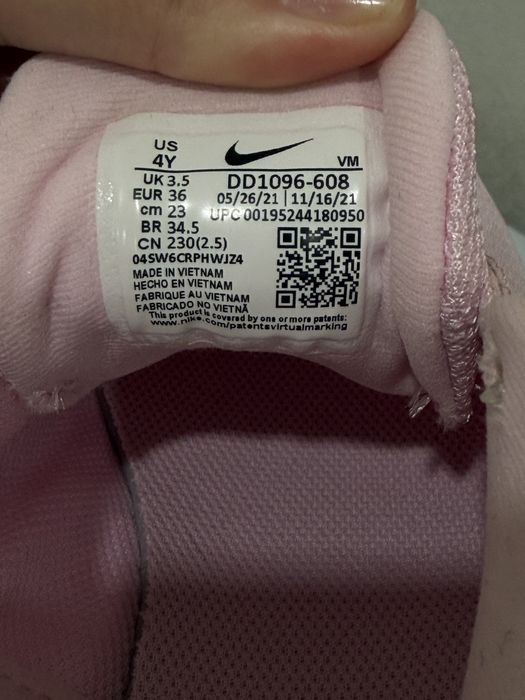 US
4Y
VM
UK 3.5
DD1096-608
EUR 36
05/26/21 | 11/16/21
cm 23
UPC 00195244180950
BR 34.5
CN 230(2.5)
04SW6CRPHWJZ4
MADE IN VIETNAM
HECHO EN VIETNAM
FABRIQUE AU VIETNAM
FABRICADO NO VIETNÃ
This product is covered by one or more patents:
www.nike.com/patentsvirtualmarking